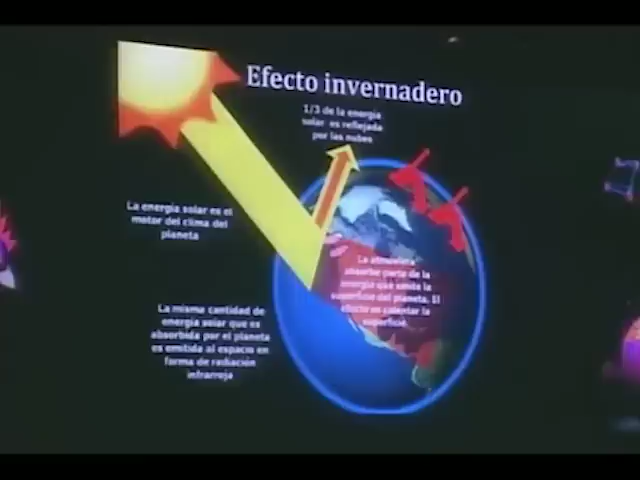 Efecto invernadero
1/3 de la energía
solar es reflejada
por las nubes
La energía solar es el
motor del clima del
planeta
La atmósfera
absorbe parte de la
energía que emite la
superficie del planeta. El
efecto es calentar la
superficie
La misma cantidad de
energía solar que es
absorbida por el planeta
es emitida al espacio en
forma de radiación
infrarroja